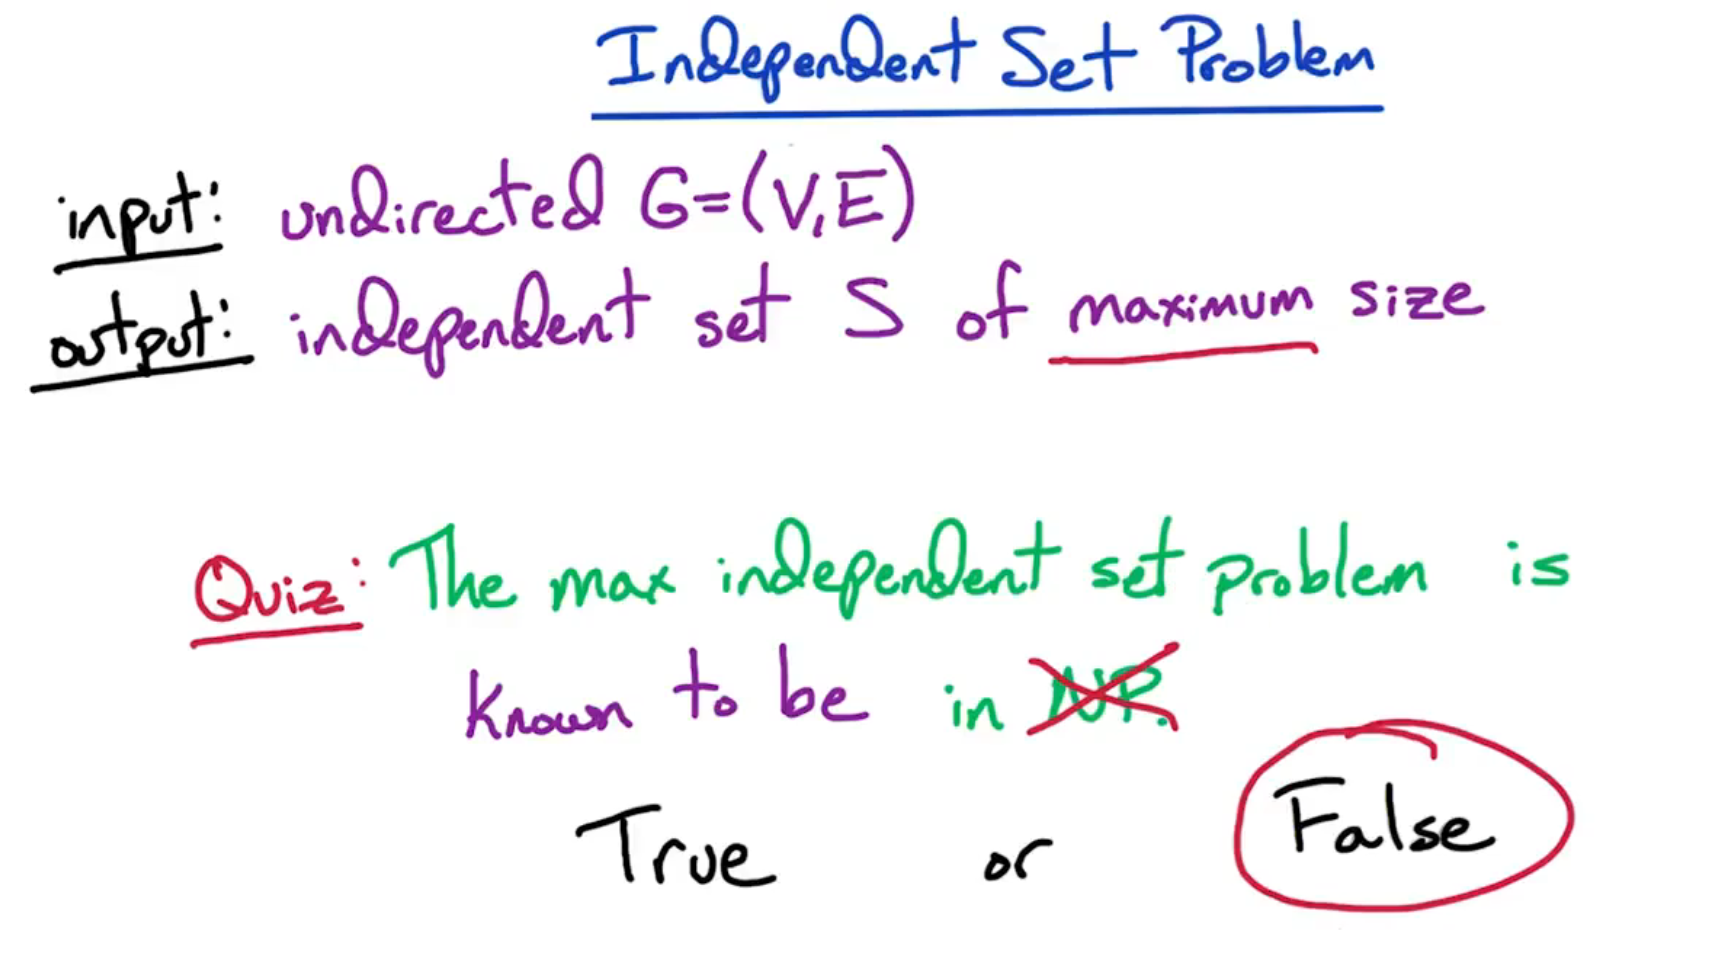 Independent Set Problem
input: undirected G=(V,E)
output: independent set S of maximum size
Quiz: The max independent set problem is
known to be in NP.
True or False